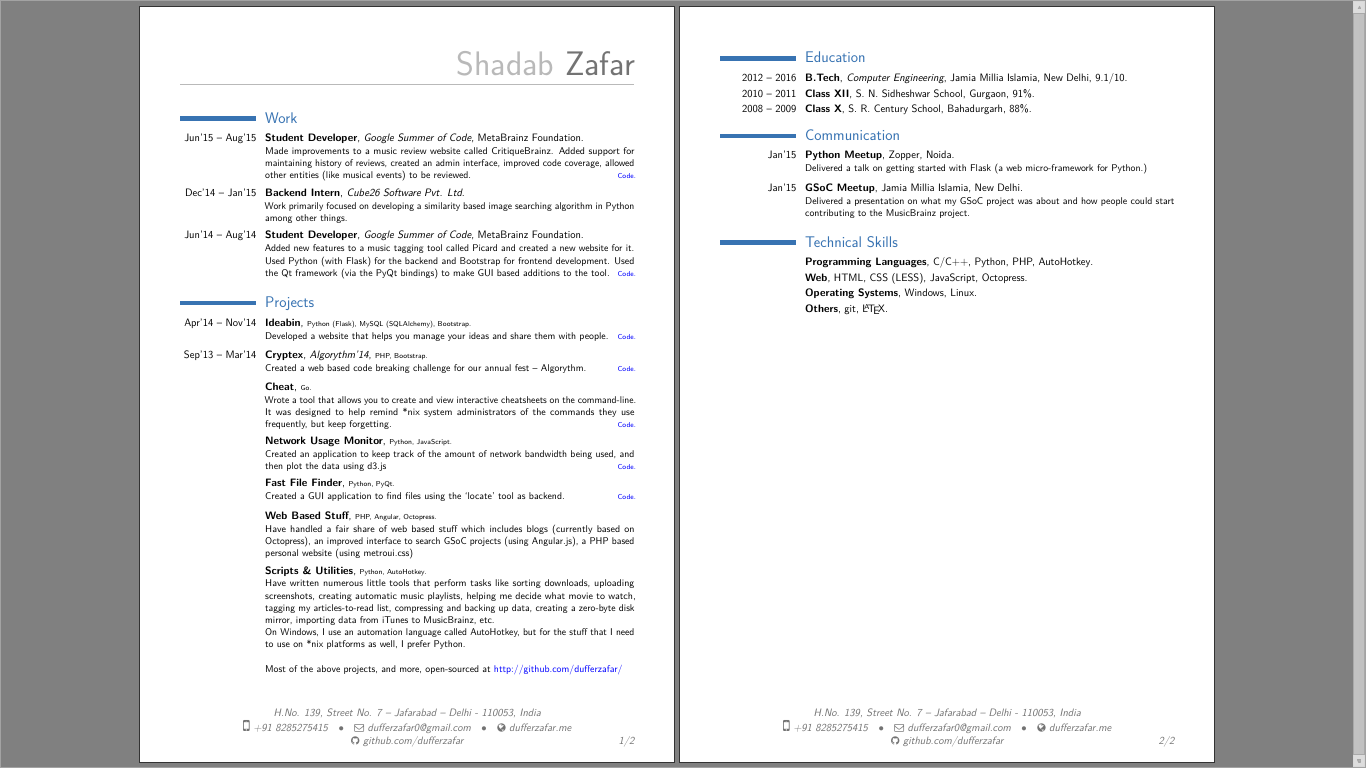 Shadab Zafar
Work
Jun'15 – Aug'15 Student Developer, Google Summer of Code, MetaBrainz Foundation.
Made improvements to a music review website called CritiqueBrainz. Added support for
maintaining history of reviews, created an admin interface, improved code coverage, allowed
other entities (like musical events) to be reviewed. Code.
Dec'14 – Jan'15 Backend Intern, Cube26 Software Pvt. Ltd.
Work primarily focused on developing a similarity based image searching algorithm in Python
among other things.
Jun'14 – Aug'14 Student Developer, Google Summer of Code, MetaBrainz Foundation.
Added new features to a music tagging tool called Picard and created a new website for it.
Used Python (with Flask) for the backend and Bootstrap for frontend development. Used
the Qt framework (via the PyQt bindings) to make GUI based additions to the tool. Code.
Projects
Apr'14 – Nov'14 Ideabin, Python (Flask), MySQL (SQLAlchemy), Bootstrap.
Developed a website that helps you manage your ideas and share them with people. Code.
Sep'13 – Mar'14 Cryptex, Algorythm'14, PHP, Bootstrap.
Created a web based code breaking challenge for our annual fest – Algorythm. Code.
Cheat, Go.
Wrote a tool that allows you to create and view interactive cheatsheets on the command-line.
It was designed to help remind *nix system administrators of the commands they use
frequently, but keep forgetting. Code.
Network Usage Monitor, Python, JavaScript.
Created an application to keep track of the amount of network bandwidth being used, and
then plot the data using d3.js Code.
Fast File Finder, Python, PyQt.
Created a GUI application to find files using the 'locate' tool as backend. Code.
Web Based Stuff, PHP, Angular, Octopress.
Have handled a fair share of web based stuff which includes blogs (currently based on
Octopress), an improved interface to search GSoC projects (using Angular.js), a PHP based
personal website (using metroui.css)
Scripts & Utilities, Python, AutoHotkey.
Have written numerous little tools that perform tasks like sorting downloads, uploading
screenshots, creating automatic music playlists, helping me decide what movie to watch,
tagging my articles-to-read list, compressing and backing up data, creating a zero-byte disk
mirror, importing data from iTunes to MusicBrainz, etc.
On Windows, I use an automation language called AutoHotkey, but for the stuff that I need
to use on *nix platforms as well, I prefer Python.
Most of the above projects, and more, open-sourced at http://github.com/dufferzafar/
H.No. 139, Street No. 7 – Jafarabad – Delhi - 110053, India
+91 8285275415 • dufferzafar0@gmail.com • dufferzafar.me
github.com/dufferzafar 1/2
Education
2012 – 2016 B.Tech, Computer Engineering, Jamia Millia Islamia, New Delhi, 9.1/10.
2010 – 2011 Class XII, S. N. Sidheshwar School, Gurgaon, 91%.
2008 – 2009 Class X, S. R. Century School, Bahadurgarh, 88%.
Communication
Jan'15 Python Meetup, Zopper, Noida.
Delivered a talk on getting started with Flask (a web micro-framework for Python.)
Jan'15 GSoC Meetup, Jamia Millia Islamia, New Delhi.
Delivered a presentation on what my GSoC project was about and how people could start
contributing to the MusicBrainz project.
Technical Skills
Programming Languages, C/C++, Python, PHP, AutoHotkey.
Web, HTML, CSS (LESS), JavaScript, Octopress.
Operating Systems, Windows, Linux.
Others, git, LATEX.
H.No. 139, Street No. 7 – Jafarabad – Delhi - 110053, India
+91 8285275415 • dufferzafar0@gmail.com • dufferzafar.me
github.com/dufferzafar 2/2